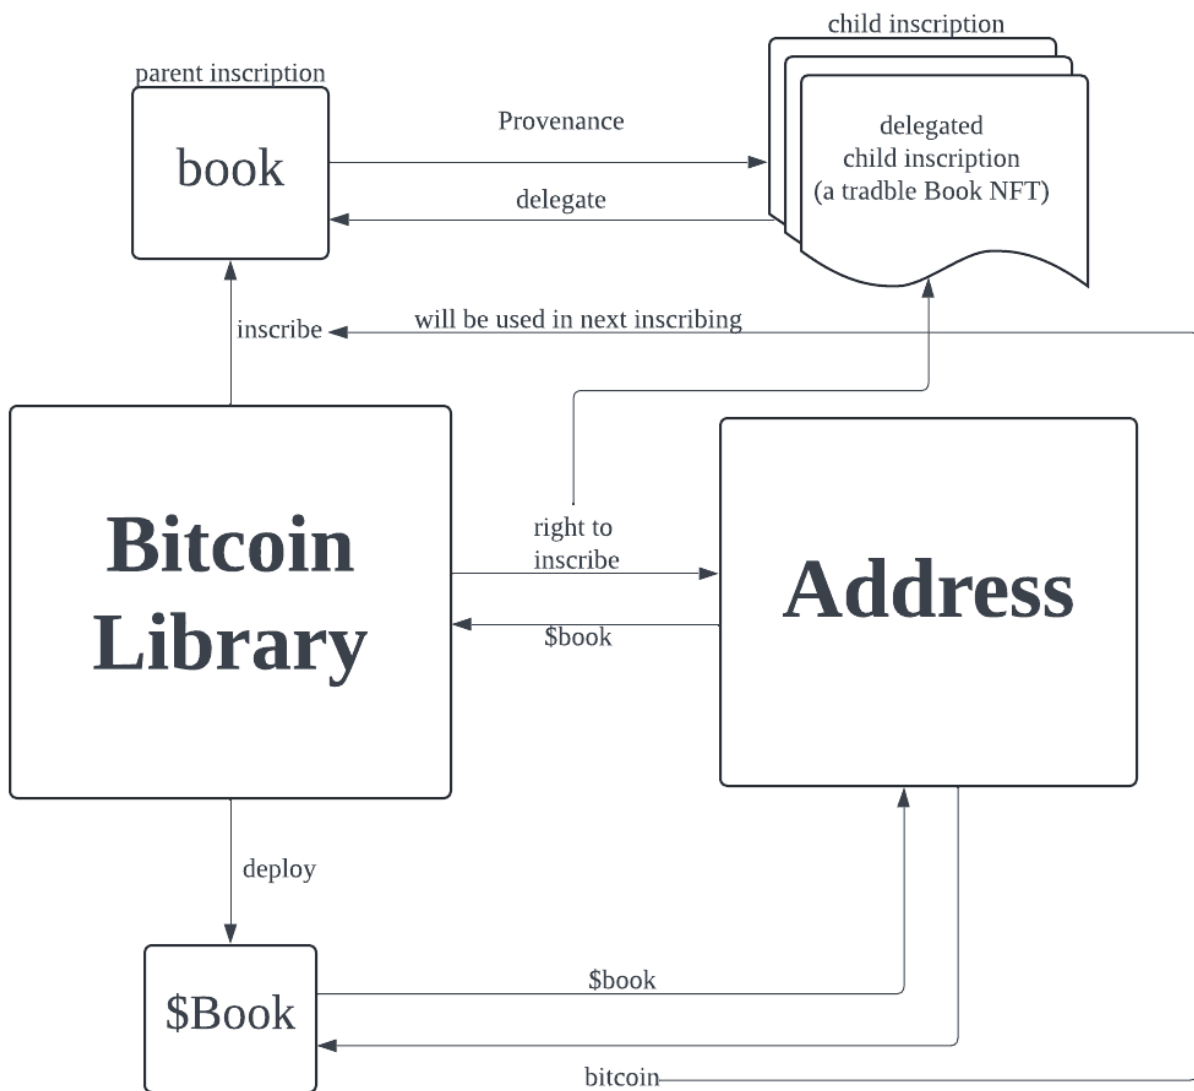 child inscription
parent inscription
book
Provenance
delegate
delegated
child inscription
(a tradble Book NFT)
inscribe
will be used in next inscribing
Bitcoin
Library
right to
inscribe
$book
Address
deploy
$Book
$book
bitcoin